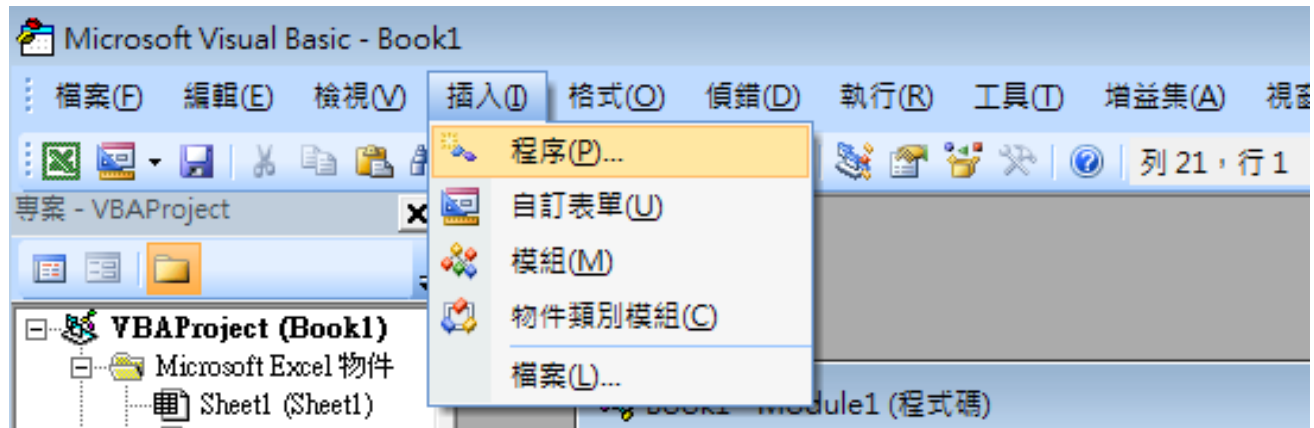 Microsoft Visual Basic - Book1
檔案(F) 編輯(E) 檢視(V) 插入(I) 格式(O) 偵錯(D) 執行(R) 工具(T) 增益集(A)
程序(P)...
列 21,行 1
專案 - VBAProject
自訂表單(U)
模組(M)
物件類別模組(C)
VBAProject (Book1)
Microsoft Excel 物件
檔案(L)...
Sheet1 (Sheet1)
(程式碼)